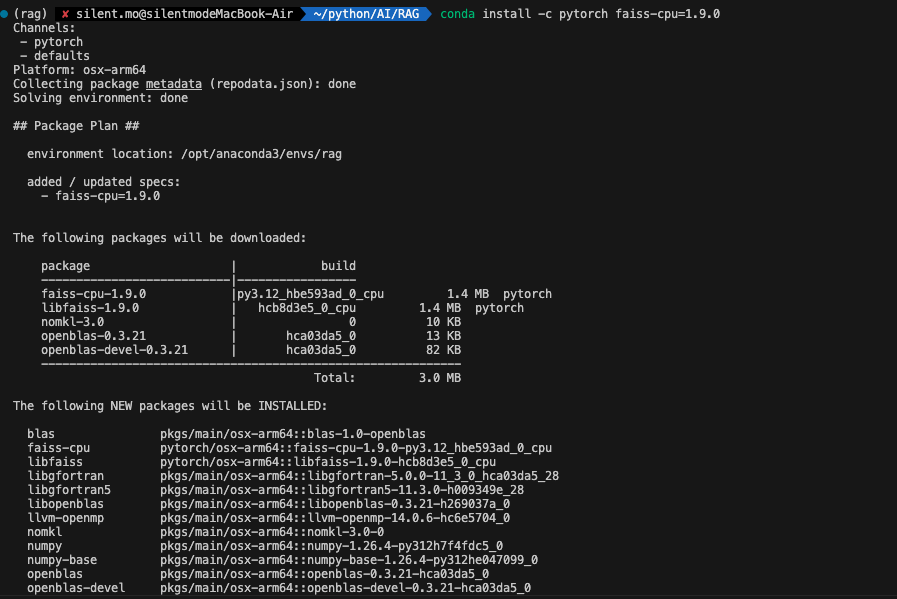 (rag) ✘ silent.mo@silentmodeMacBook-Air ~/python/AI/RAG conda install -c pytorch faiss-cpu=1.9.0
Channels:
- pytorch
- defaults
Platform: osx-arm64
Collecting package metadata (repodata.json): done
Solving environment: done
## Package Plan ##
environment location: /opt/anaconda3/envs/rag
added / updated specs:
- faiss-cpu=1.9.0
The following packages will be downloaded:
package | build
---------------------------|-----------------
faiss-cpu-1.9.0 |py3.12_hbe593ad_0_cpu 1.4 MB pytorch
libfaiss-1.9.0 | hcb8d3e5_0_cpu 1.4 MB pytorch
nomkl-3.0 | 0 10 KB
openblas-0.3.21 | hca03da5_0 13 KB
openblas-devel-0.3.21 | hca03da5_0 82 KB
------------------------------------------------------------
Total: 3.0 MB
The following NEW packages will be INSTALLED:
blas pkgs/main/osx-arm64::blas-1.0-openblas
faiss-cpu pytorch/osx-arm64::faiss-cpu-1.9.0-py3.12_hbe593ad_0_cpu
libfaiss pytorch/osx-arm64::libfaiss-1.9.0-hcb8d3e5_0_cpu
libgfortran pkgs/main/osx-arm64::libgfortran-5.0.0-11_3_0_hca03da5_28
libgfortran5 pkgs/main/osx-arm64::libgfortran5-11.3.0-h009349e_28
libopenblas pkgs/main/osx-arm64::libopenblas-0.3.21-h269037a_0
llvm-openmp pkgs/main/osx-arm64::llvm-openmp-14.0.6-hc6e5704_0
nomkl pkgs/main/osx-arm64::nomkl-3.0-0
numpy pkgs/main/osx-arm64::numpy-1.26.4-py312h7f4fdc5_0
numpy-base pkgs/main/osx-arm64::numpy-base-1.26.4-py312he047099_0
openblas pkgs/main/osx-arm64::openblas-0.3.21-hca03da5_0
openblas-devel pkgs/main/osx-arm64::openblas-devel-0.3.21-hca03da5_0